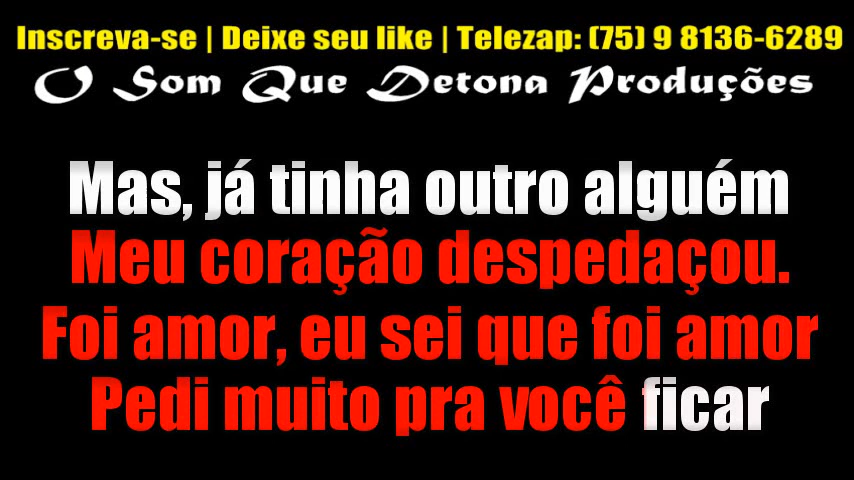 Inscreva-se | Deixe seu like | Telezap: (75) 9 8136-6289
O Som Que Detona Produções
Mas, já tinha outro alguém
Meu coração despedaçou.
Foi amor, eu sei que foi amor
Pedi muito pra você ficar